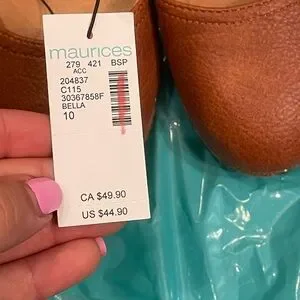 maurices
279 421 BSP
ACC
204837
C115
30367858F
BELLA
10
CA $49.90
US $44.90